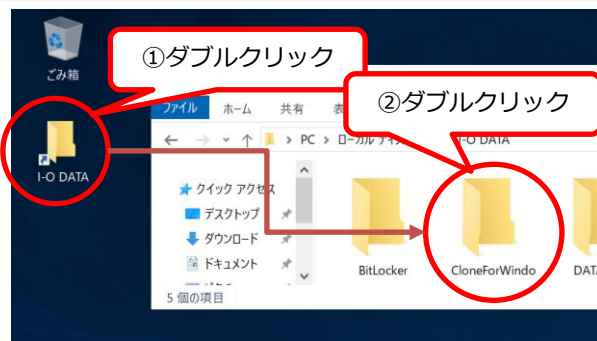 ①ダブルクリック
ごみ箱
I-O DATA
②ダブルクリック
ファイル ホーム 共有
PC › ローカル ディ
I-O DATA
クイック アクセス
デスクトップ
ダウンロード
ドキュメント
BitLocker
CloneForWindo
DATA
5 個の項目